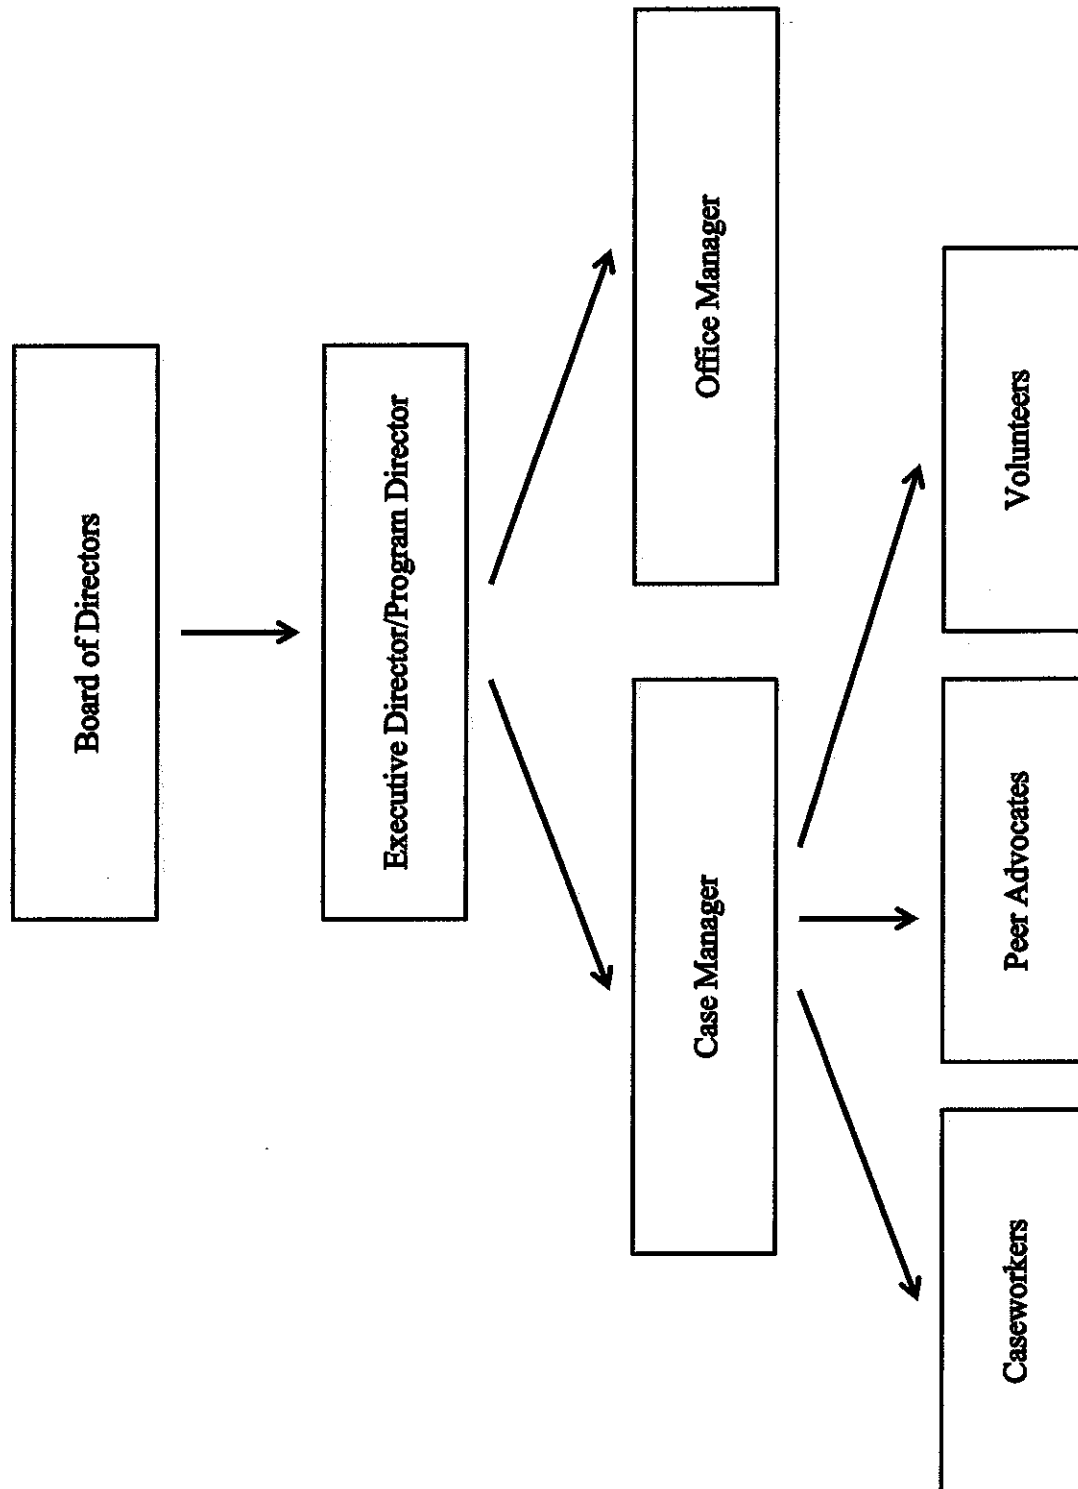 Board of Directors
Executive Director/Program Director
Case Manager
Office Manager
Caseworkers
Peer Advocates
Volunteers